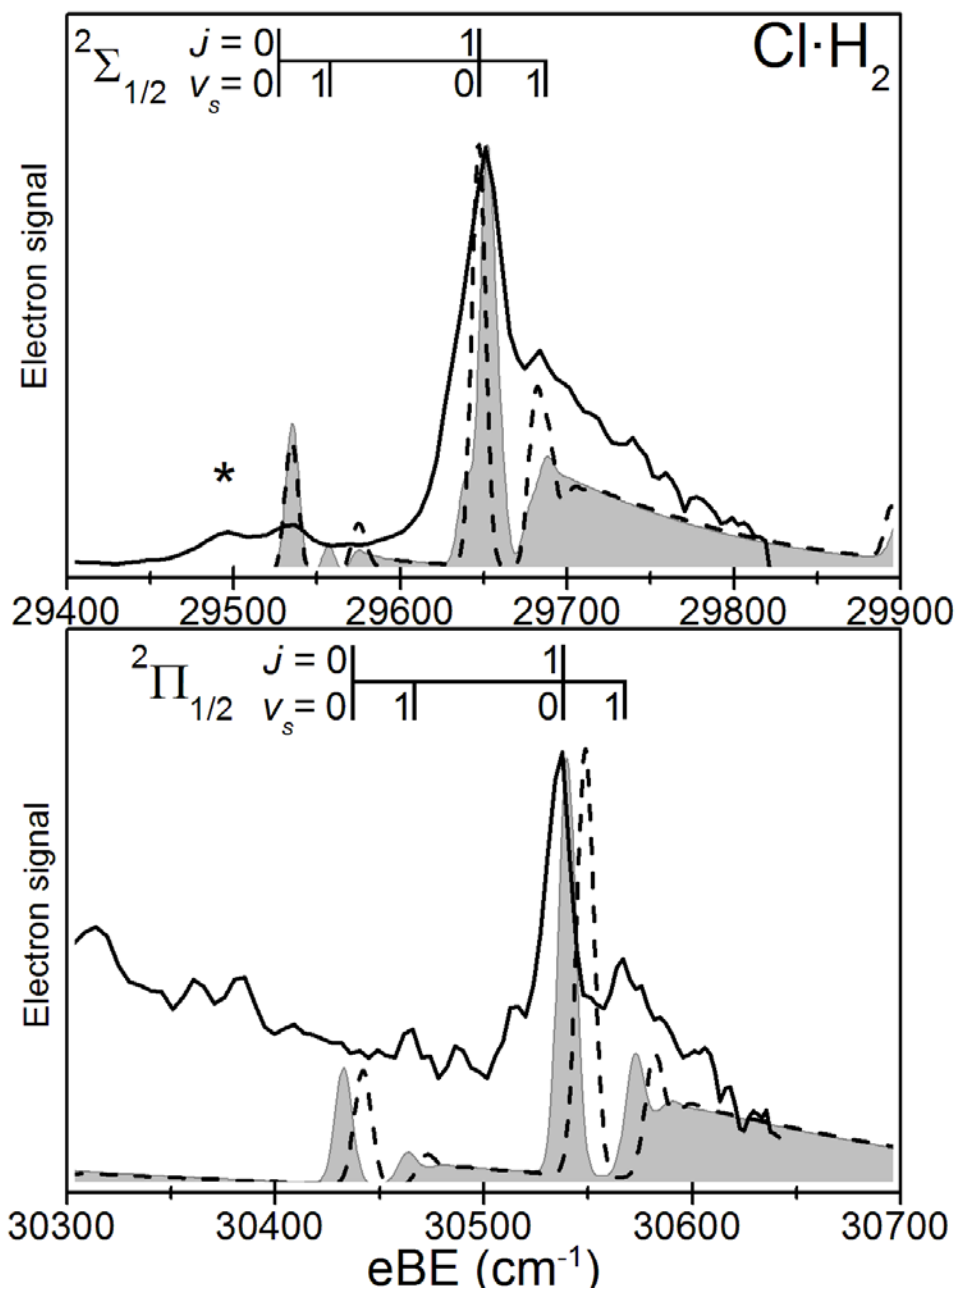 Cl·H₂
²Σ₁/₂ j = 0 1
vₛ = 0 1 0 1
Electron signal
*
29400 29500 29600 29700 29800 29900
²Π₁/₂ j = 0 1
vₛ = 0 1 0 1
Electron signal
30300 30400 30500 30600 30700
eBE (cm⁻¹)